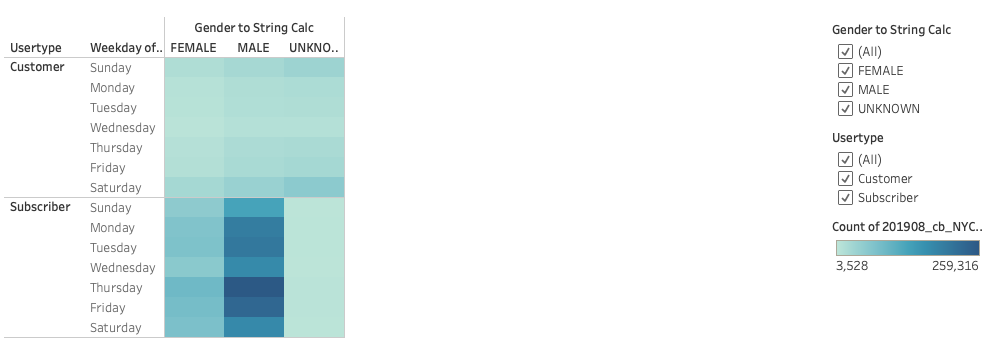 Gender to String Calc
Usertype Weekday of.. FEMALE MALE UNKNO..
Customer Sunday
Monday
Tuesday
Wednesday
Thursday
Friday
Saturday
Subscriber Sunday
Monday
Tuesday
Wednesday
Thursday
Friday
Saturday
Gender to String Calc
(All)
FEMALE
MALE
UNKNOWN
Usertype
(All)
Customer
Subscriber
Count of 201908_cb_NYC..
3,528 259,316